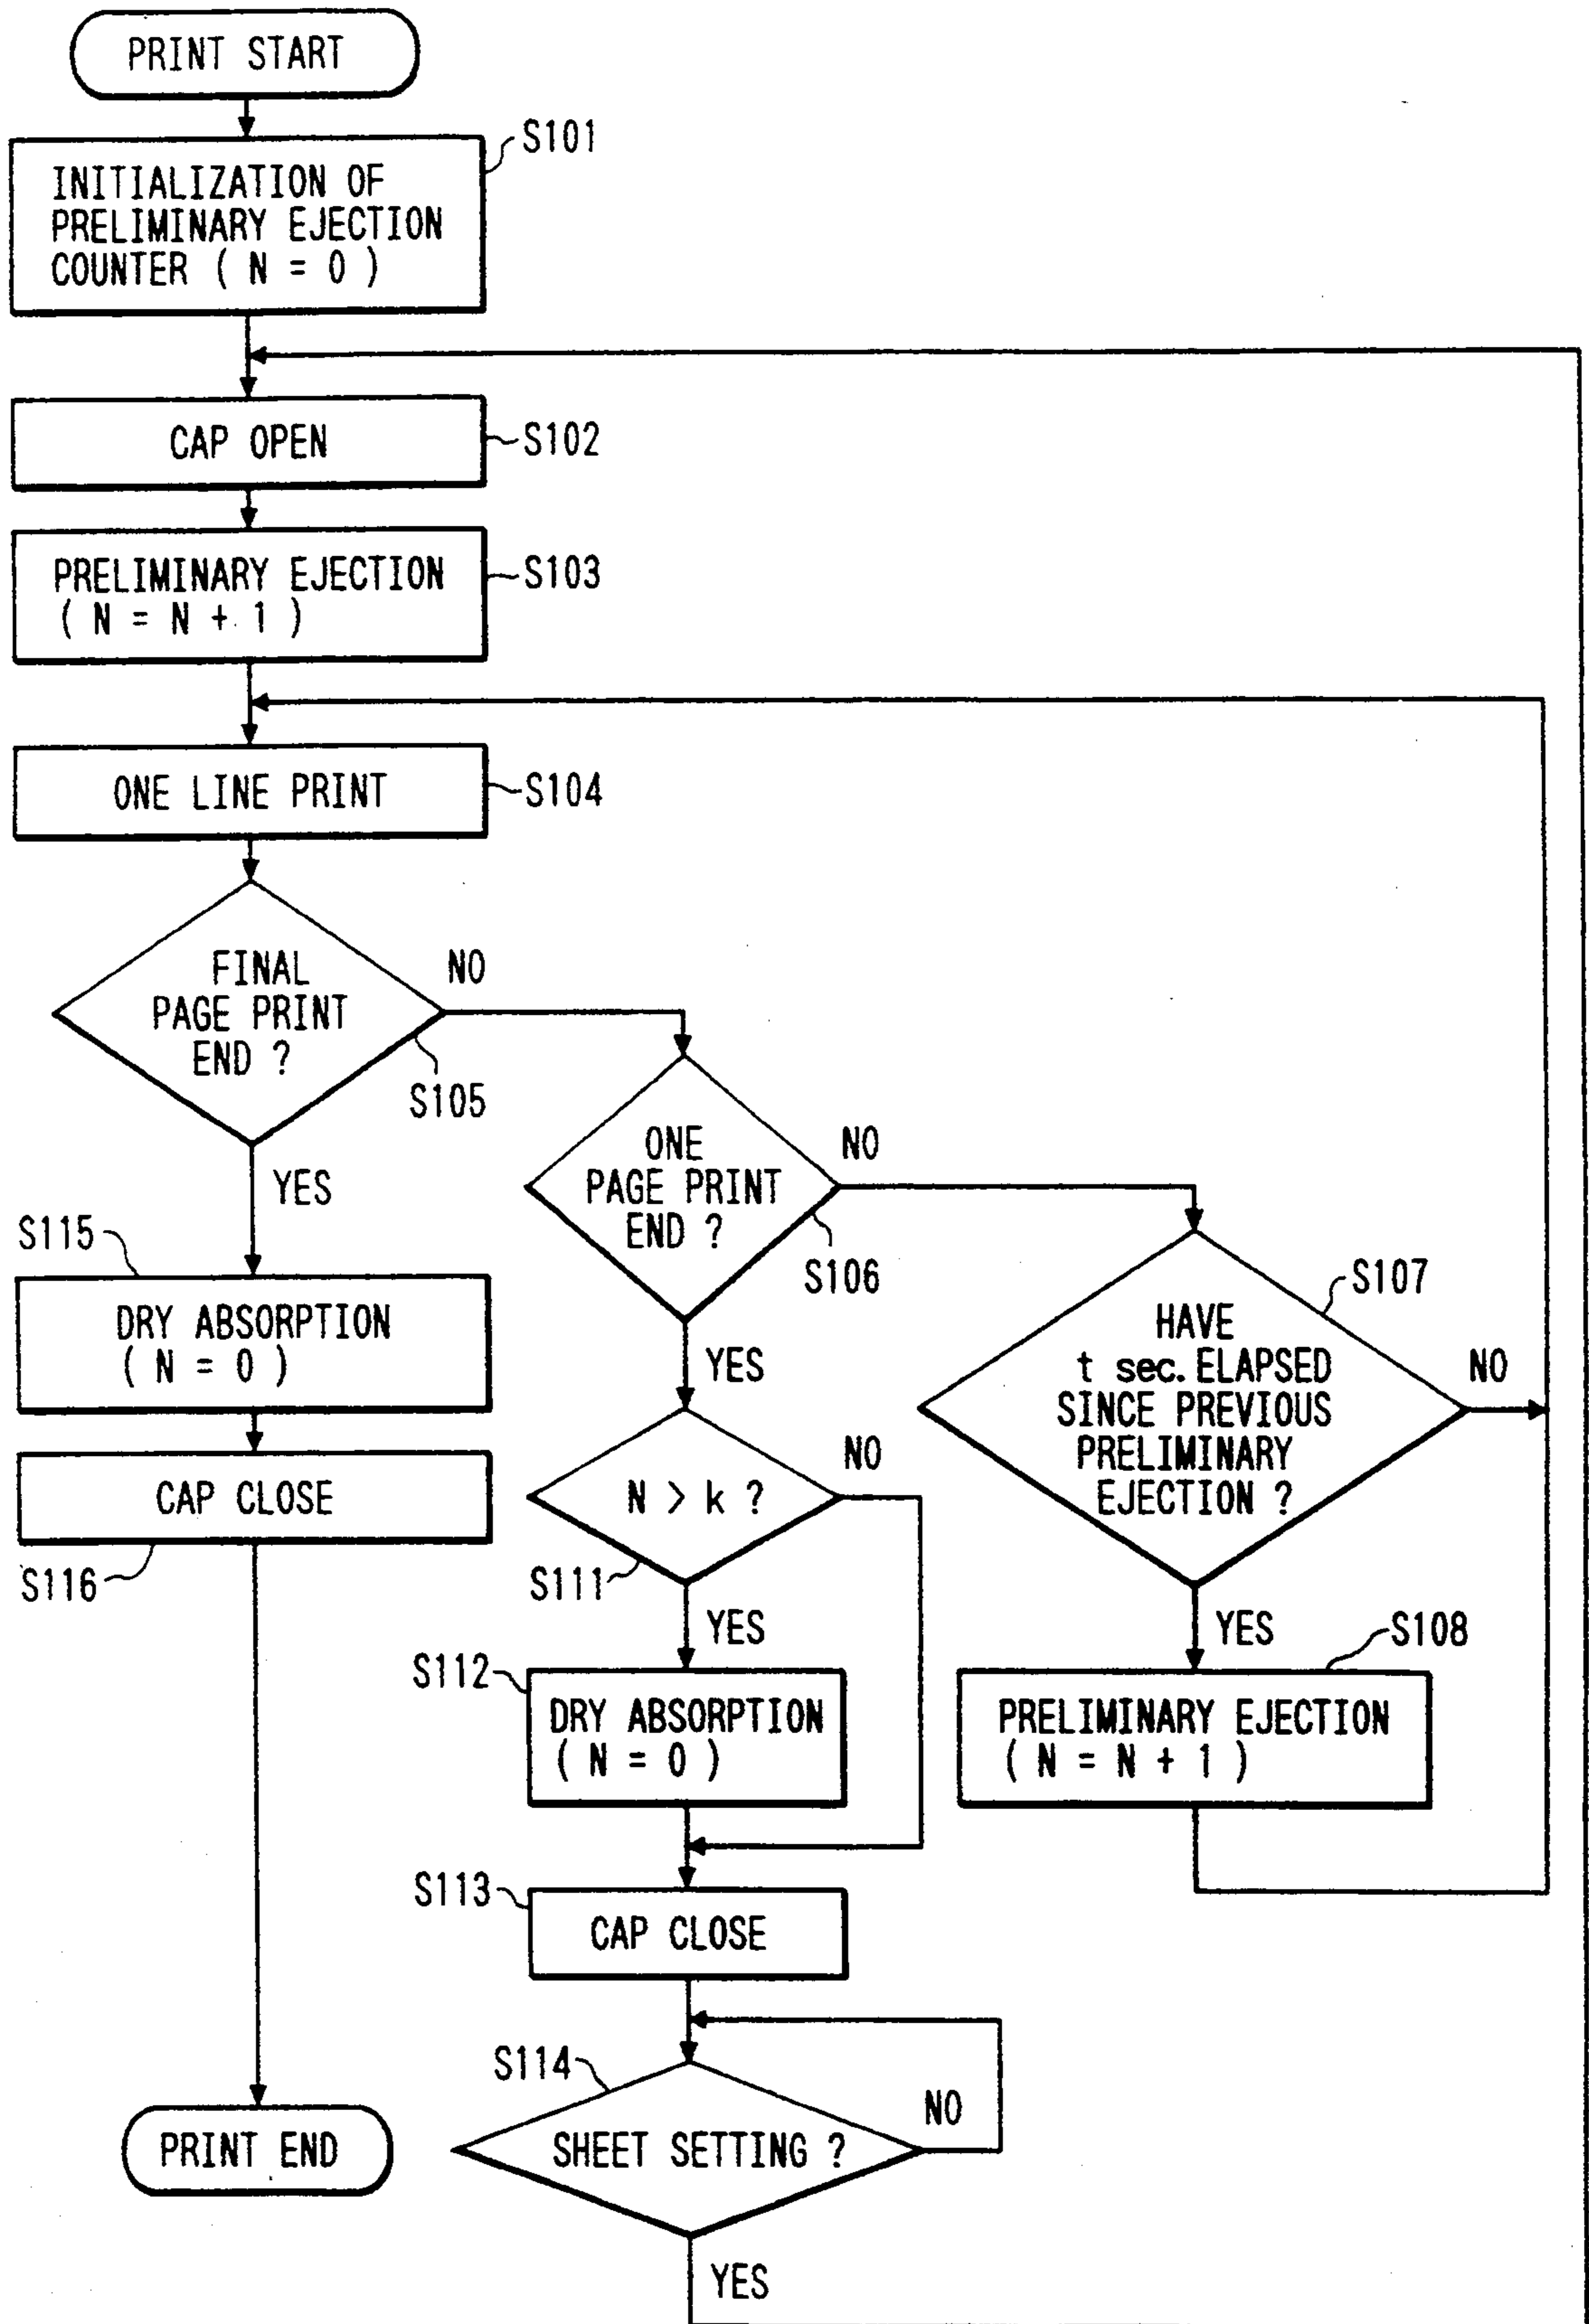 PRINT START
S101
INITIALIZATION OF
PRELIMINARY EJECTION
COUNTER ( N = 0 )
CAP OPEN
S102
PRELIMINARY EJECTION
( N = N + 1 )
S103
ONE LINE PRINT
S104
FINAL
PAGE PRINT
END ?
NO
S105
YES
ONE
PAGE PRINT
END ?
NO
S106
YES
S107
HAVE
t sec. ELAPSED
SINCE PREVIOUS
PRELIMINARY
EJECTION ?
NO
YES
S108
PRELIMINARY EJECTION
( N = N + 1 )
S115
DRY ABSORPTION
( N = 0 )
CAP CLOSE
S116
N > k ?
NO
S111
YES
S112
DRY ABSORPTION
( N = 0 )
S113
CAP CLOSE
S114
SHEET SETTING ?
NO
YES
PRINT END